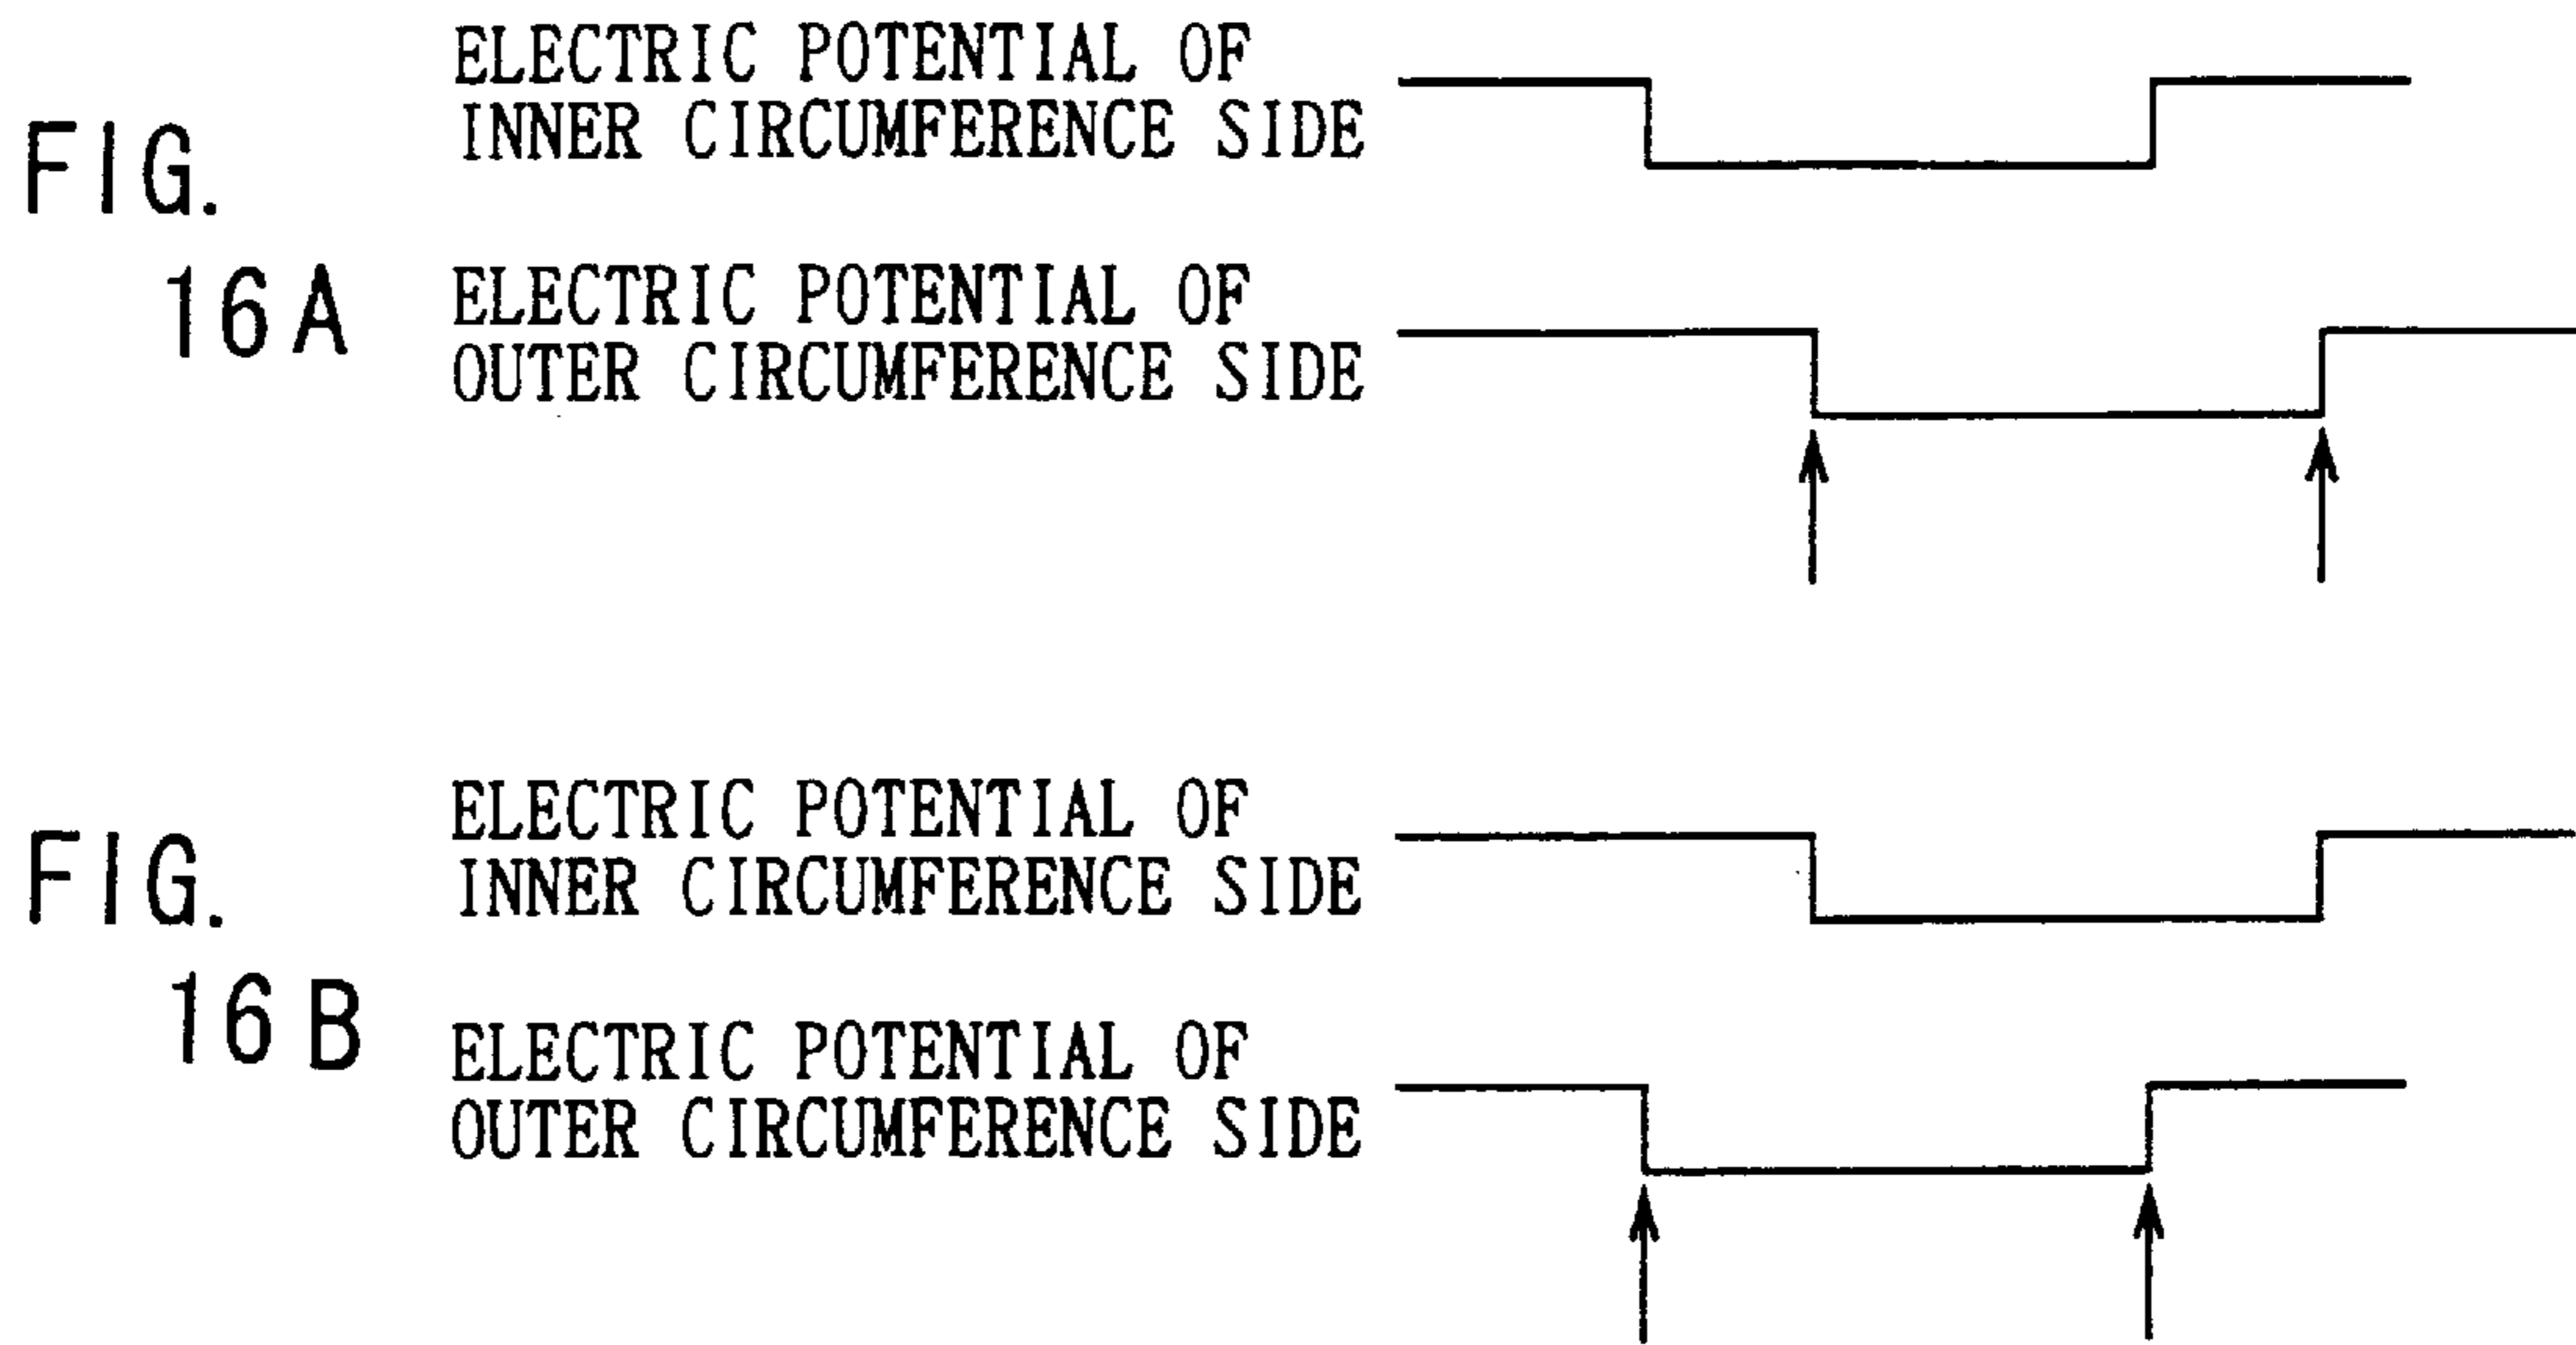 FIG.
16A
ELECTRIC POTENTIAL OF
INNER CIRCUMFERENCE SIDE
ELECTRIC POTENTIAL OF
OUTER CIRCUMFERENCE SIDE
FIG.
16B
ELECTRIC POTENTIAL OF
INNER CIRCUMFERENCE SIDE
ELECTRIC POTENTIAL OF
OUTER CIRCUMFERENCE SIDE